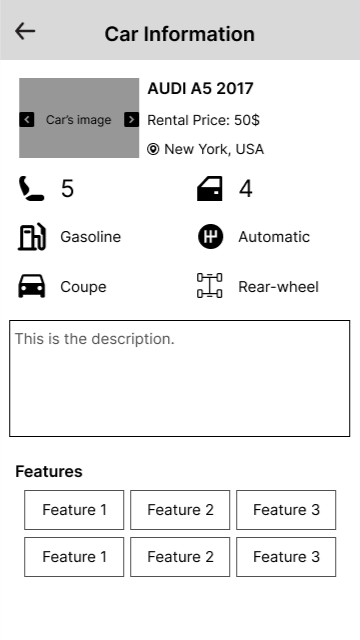 Car Information
Car's image
AUDI A5 2017
Rental Price: 50$
New York, USA
5
4
Gasoline
Automatic
Coupe
Rear-wheel
This is the description.
Features
Feature 1
Feature 2
Feature 3
Feature 1
Feature 2
Feature 3